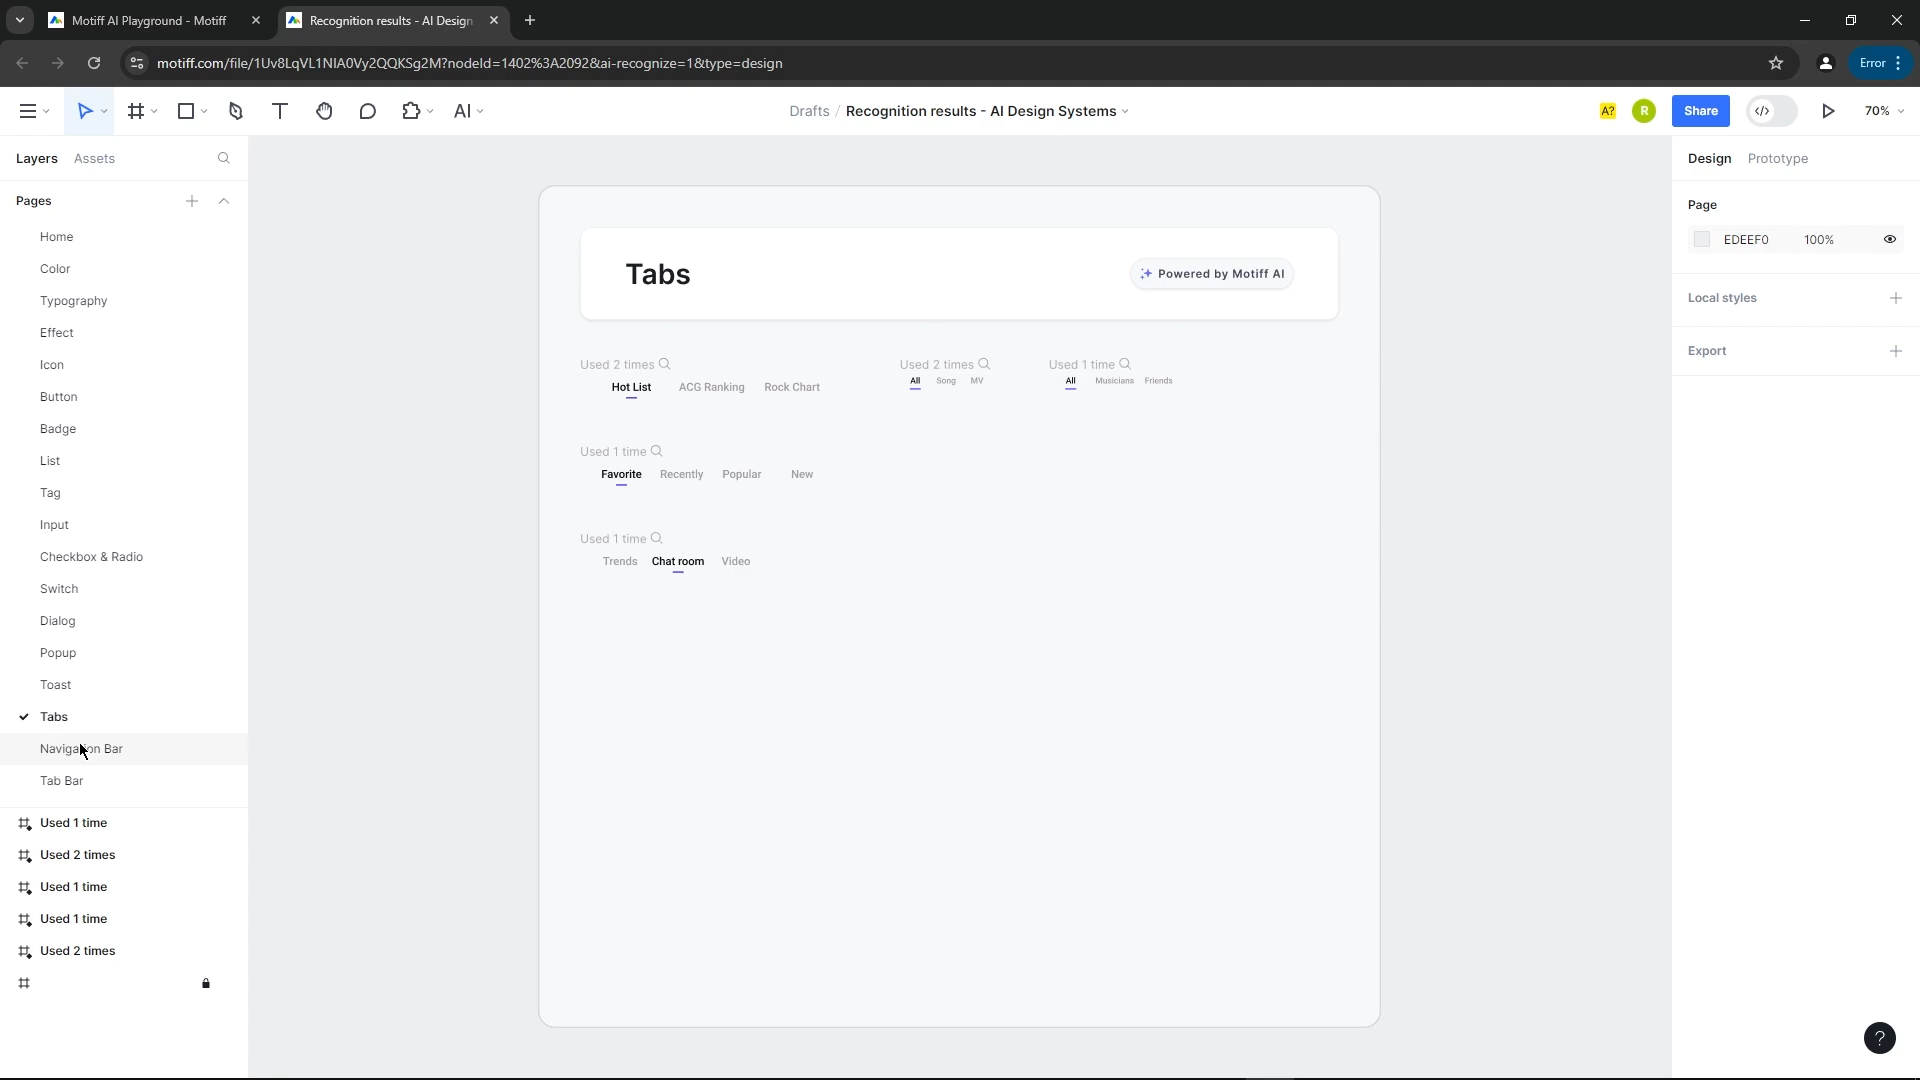 Motiff AI Playground - Motiff
Recognition results - AI Design
motiff.com/file/1Uv8LqVL1NIA0Vy2QQKSg2M?nodeId=1402%3A2092&ai-recognize=1&type=design
Error
AI
Drafts / Recognition results - AI Design Systems
A?
R
Share
70%
Layers
Assets
Design
Prototype
Pages
Home
Color
Typography
Effect
Icon
Button
Badge
List
Tag
Input
Checkbox & Radio
Switch
Dialog
Popup
Toast
Tabs
Navigation Bar
Tab Bar
Used 1 time
Used 2 times
Used 1 time
Used 1 time
Used 2 times
Tabs
Powered by Motiff AI
Used 2 times
Hot List ACG Ranking Rock Chart
Used 2 times
All Song MV
Used 1 time
All Musicians Friends
Used 1 time
Favorite Recently Popular New
Used 1 time
Trends Chat room Video
Page
EDEEF0 100%
Local styles
Export
?